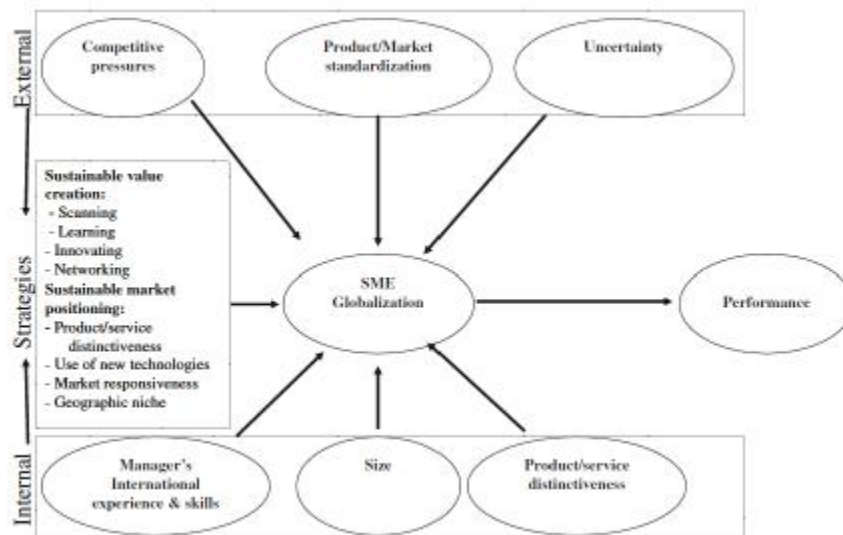 External
Competitive
pressures
Product/Market
standardization
Uncertainty
Strategies
Sustainable value
creation:
- Scanning
- Learning
- Innovating
- Networking
Sustainable market
positioning:
- Product/service
distinctiveness
- Use of new technologies
- Market responsiveness
- Geographic niche
SME
Globalization
Performance
Internal
Manager's
International
experience & skills
Size
Product/service
distinctiveness